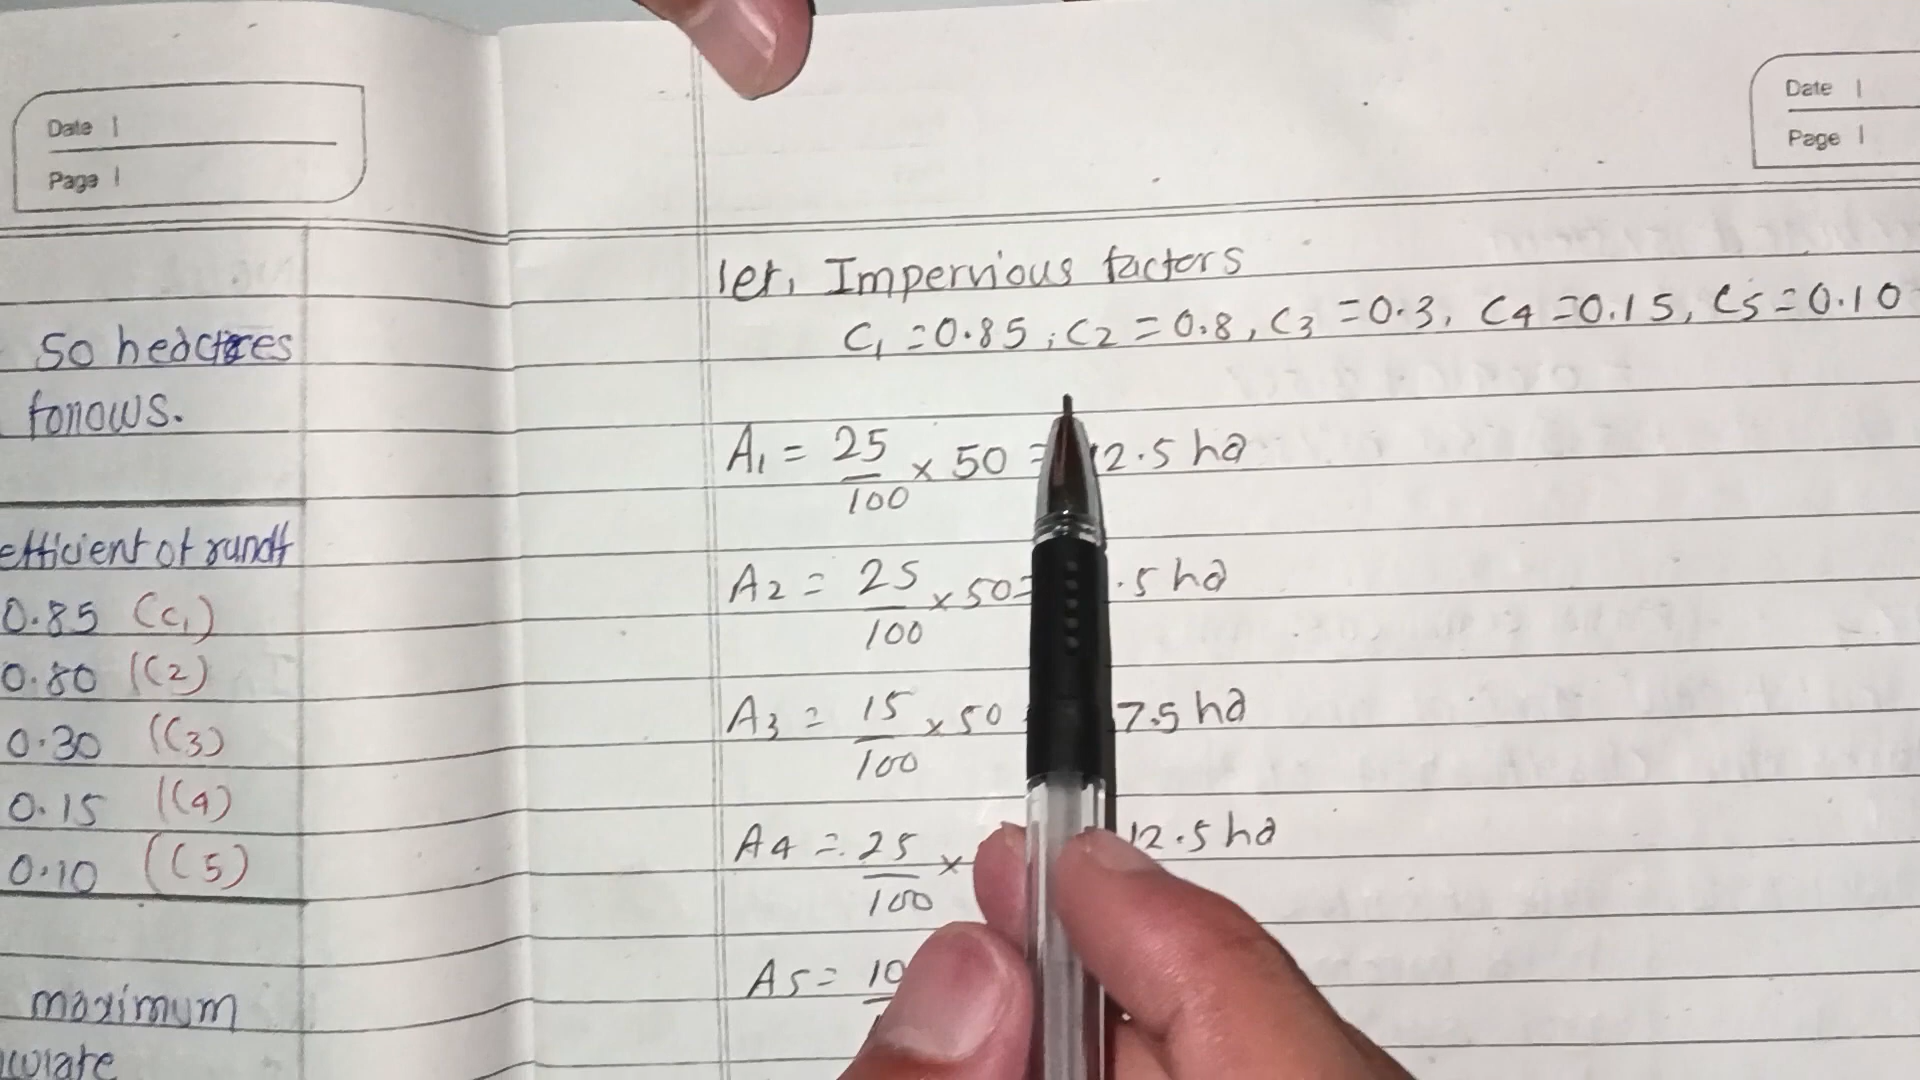 Date
Page
50 hedctres
follows.
efficient of runoff
0.85 (C1)
0.80 (C2)
0.30 (C3)
0.15 (C4)
0.10 (C5)
maximum
Date
Page
let, Impervious factors
C1 = 0.85, C2 = 0.8, C3 = 0.3, C4 = 0.15, C5 = 0.10
A1 = 25/100 × 50 = 12.5 ha
A2 = 25/100 × 50 = .5 ha
A3 = 15/100 × 50 7.5 ha
A4 = 25/100 × 12.5 ha
A5 = 10